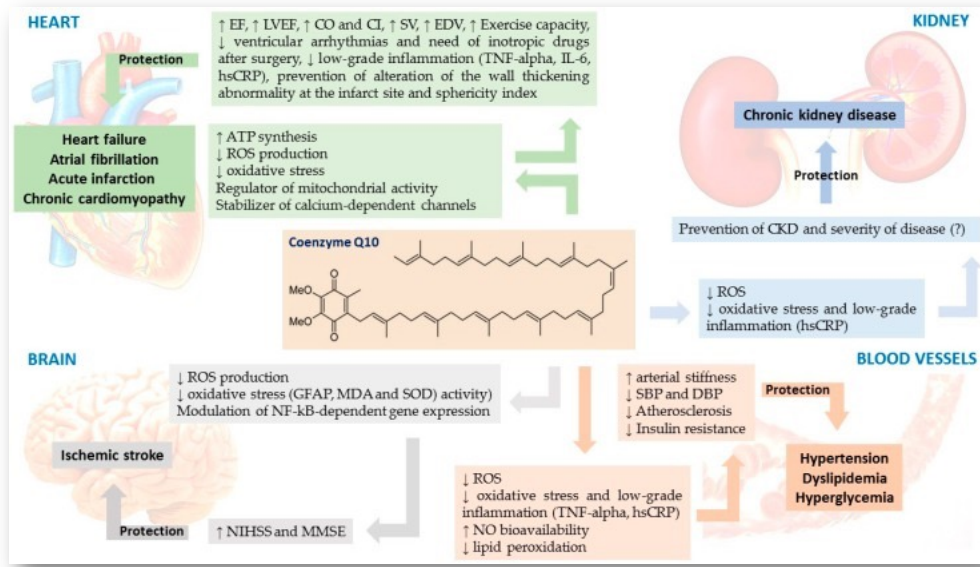 HEART
↑ EF, ↑ LVEF, ↑ CO and CI, ↑ SV, ↑ EDV, ↑ Exercise capacity,
↓ ventricular arrhythmias and need of inotropic drugs
after surgery, ↓ low-grade inflammation (TNF-alpha, IL-6,
hsCRP), prevention of alteration of the wall thickening
abnormality at the infarct site and sphericity index
Protection
Heart failure
Atrial fibrillation
Acute infarction
Chronic cardiomyopathy
↑ ATP synthesis
↓ ROS production
↓ oxidative stress
Regulator of mitochondrial activity
Stabilizer of calcium-dependent channels
KIDNEY
Chronic kidney disease
Protection
Prevention of CKD and severity of disease (?)
↓ ROS
↓ oxidative stress and low-grade
inflammation (hsCRP)
Coenzyme Q10
O
MeO
MeO
O
BRAIN
↓ ROS production
↓ oxidative stress (GFAP, MDA and SOD) activity)
Modulation of NF-kB-dependent gene expression
Ischemic stroke
Protection
↑ NIHSS and MMSE
BLOOD VESSELS
↑ arterial stiffness
↓ SBP and DBP
↓ Atherosclerosis
↓ Insulin resistance
Protection
Hypertension
Dyslipidemia
Hyperglycemia
↓ ROS
↓ oxidative stress and low-grade
inflammation (TNF-alpha, hsCRP)
↑ NO bioavailability
↓ lipid peroxidation